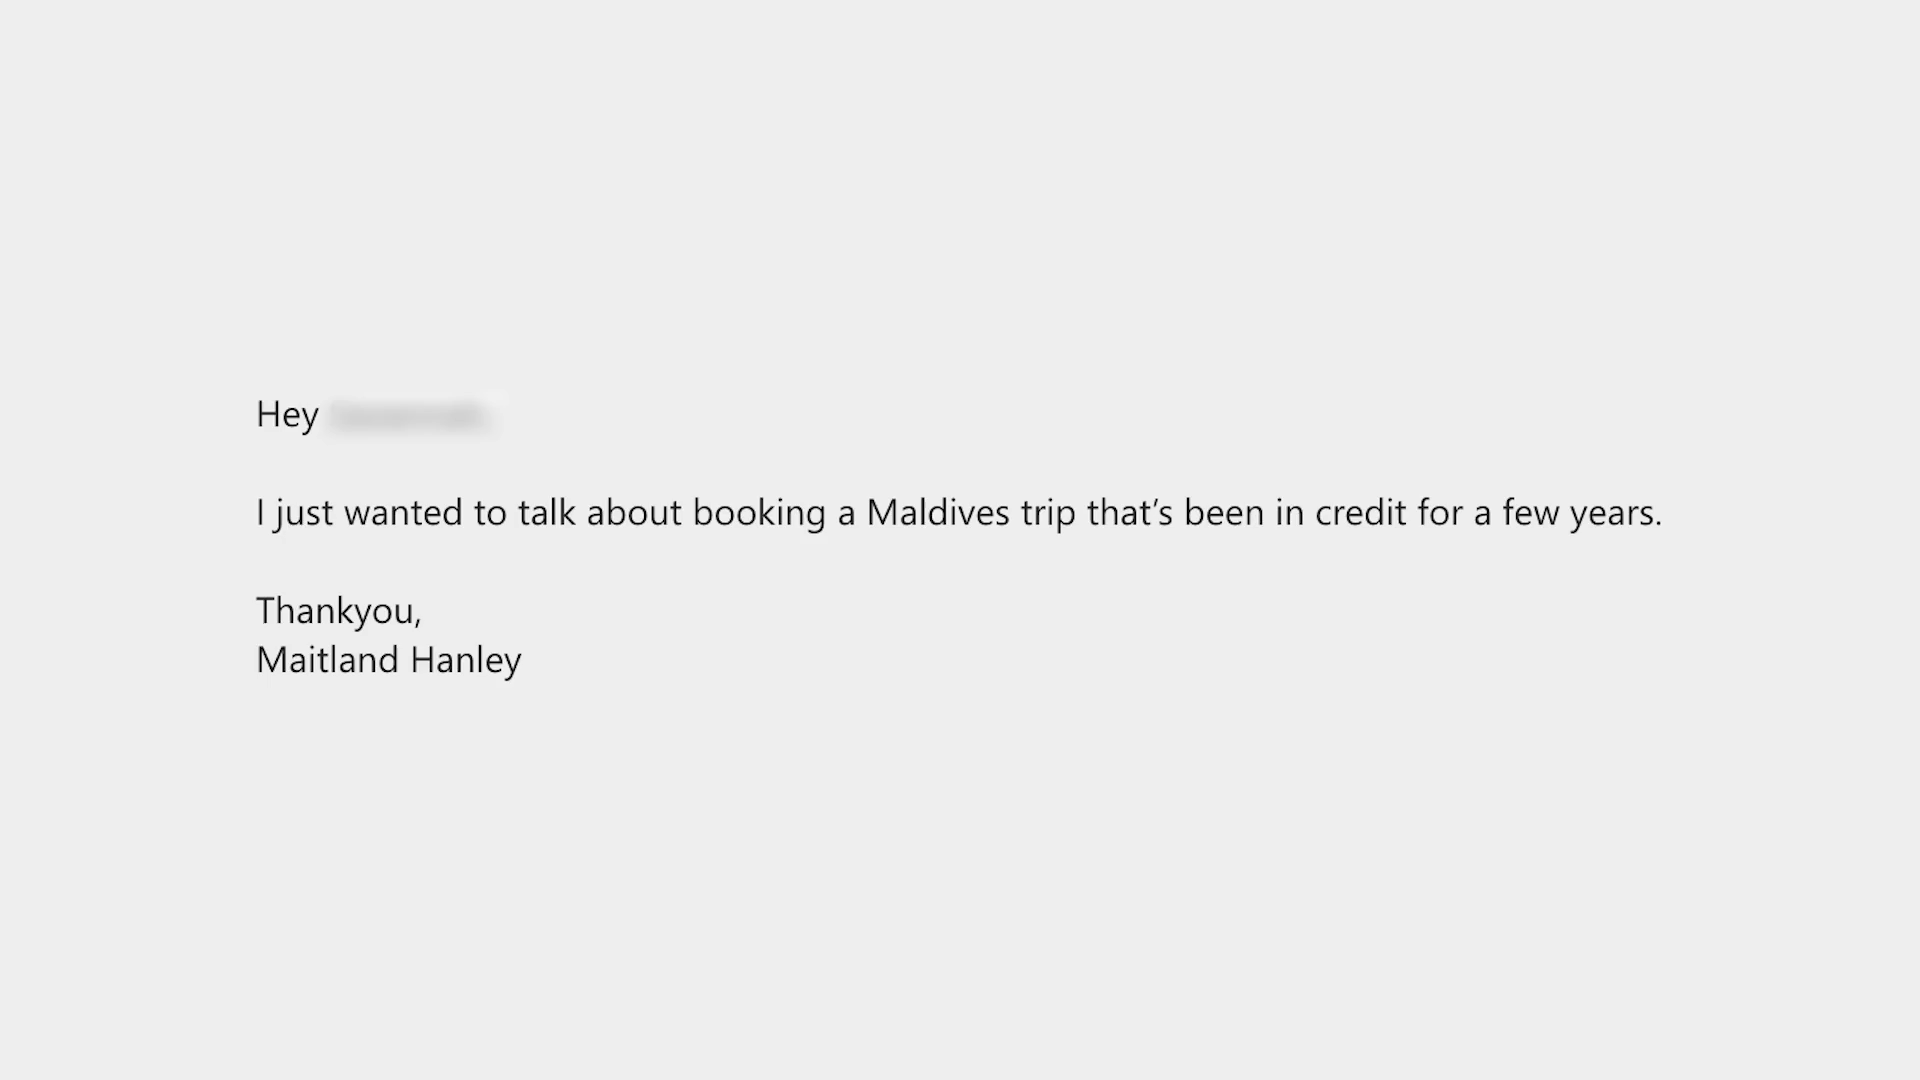 Hey
I just wanted to talk about booking a Maldives trip that’s been in credit for a few years.
Thankyou,
Maitland Hanley